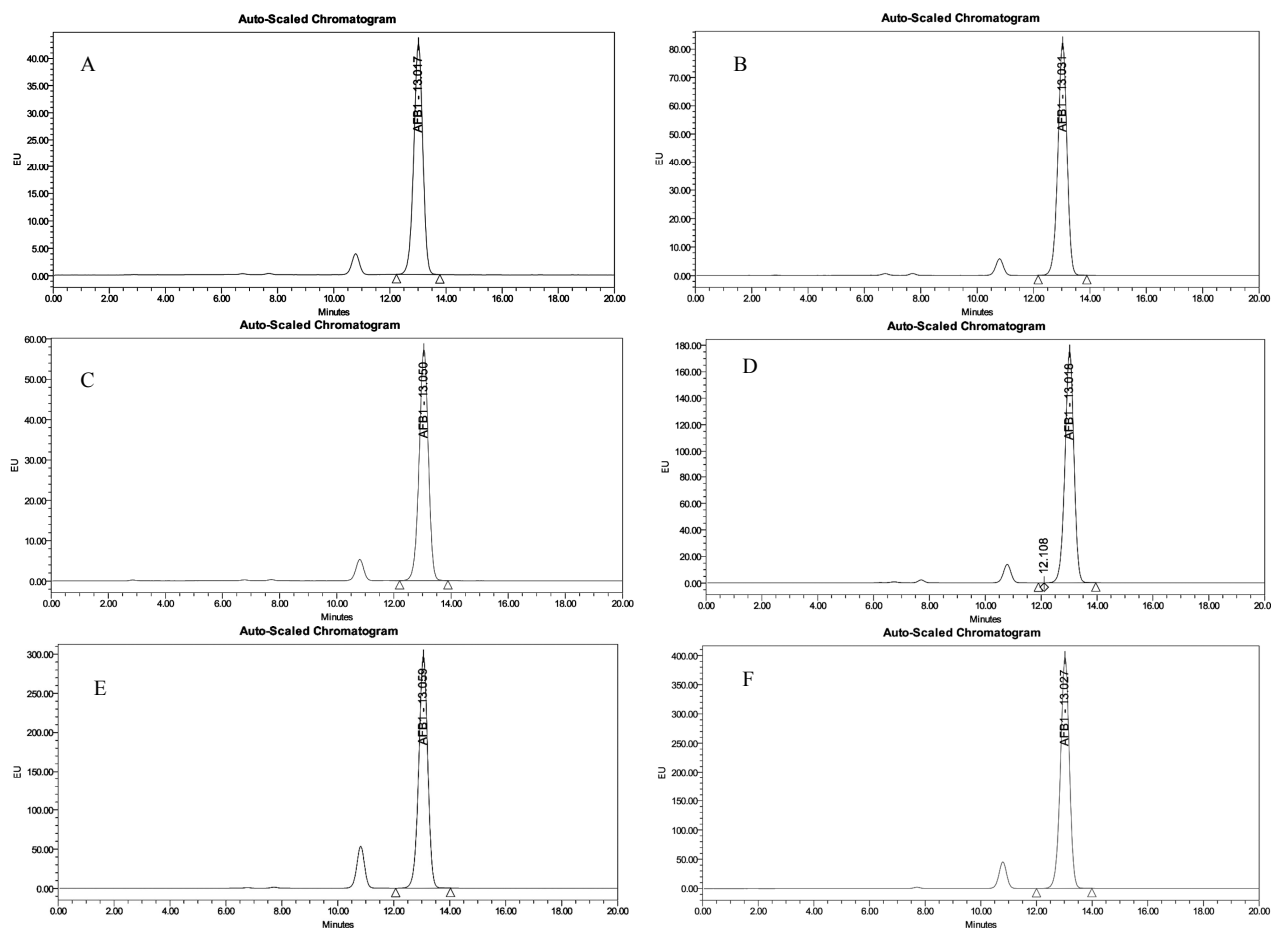 Auto-Scaled Chromatogram
A
AFB1 - 13.017
EU
40.00
35.00
30.00
25.00
20.00
15.00
10.00
5.00
0.00
0.00 2.00 4.00 6.00 8.00 10.00 12.00 14.00 16.00 18.00 20.00
Minutes
Auto-Scaled Chromatogram
B
AFB1 - 13.031
EU
80.00
70.00
60.00
50.00
40.00
30.00
20.00
10.00
0.00
0.00 2.00 4.00 6.00 8.00 10.00 12.00 14.00 16.00 18.00 20.00
Minutes
Auto-Scaled Chromatogram
C
AFB1 - 13.050
EU
60.00
50.00
40.00
30.00
20.00
10.00
0.00
0.00 2.00 4.00 6.00 8.00 10.00 12.00 14.00 16.00 18.00 20.00
Minutes
Auto-Scaled Chromatogram
D
12.108
AFB1 - 13.018
EU
180.00
160.00
140.00
120.00
100.00
80.00
60.00
40.00
20.00
0.00
0.00 2.00 4.00 6.00 8.00 10.00 12.00 14.00 16.00 18.00 20.00
Minutes
Auto-Scaled Chromatogram
E
AFB1 - 13.059
EU
300.00
250.00
200.00
150.00
100.00
50.00
0.00
0.00 2.00 4.00 6.00 8.00 10.00 12.00 14.00 16.00 18.00 20.00
Minutes
Auto-Scaled Chromatogram
F
AFB1 - 13.027
EU
400.00
350.00
300.00
250.00
200.00
150.00
100.00
50.00
0.00
0.00 2.00 4.00 6.00 8.00 10.00 12.00 14.00 16.00 18.00 20.00
Minutes